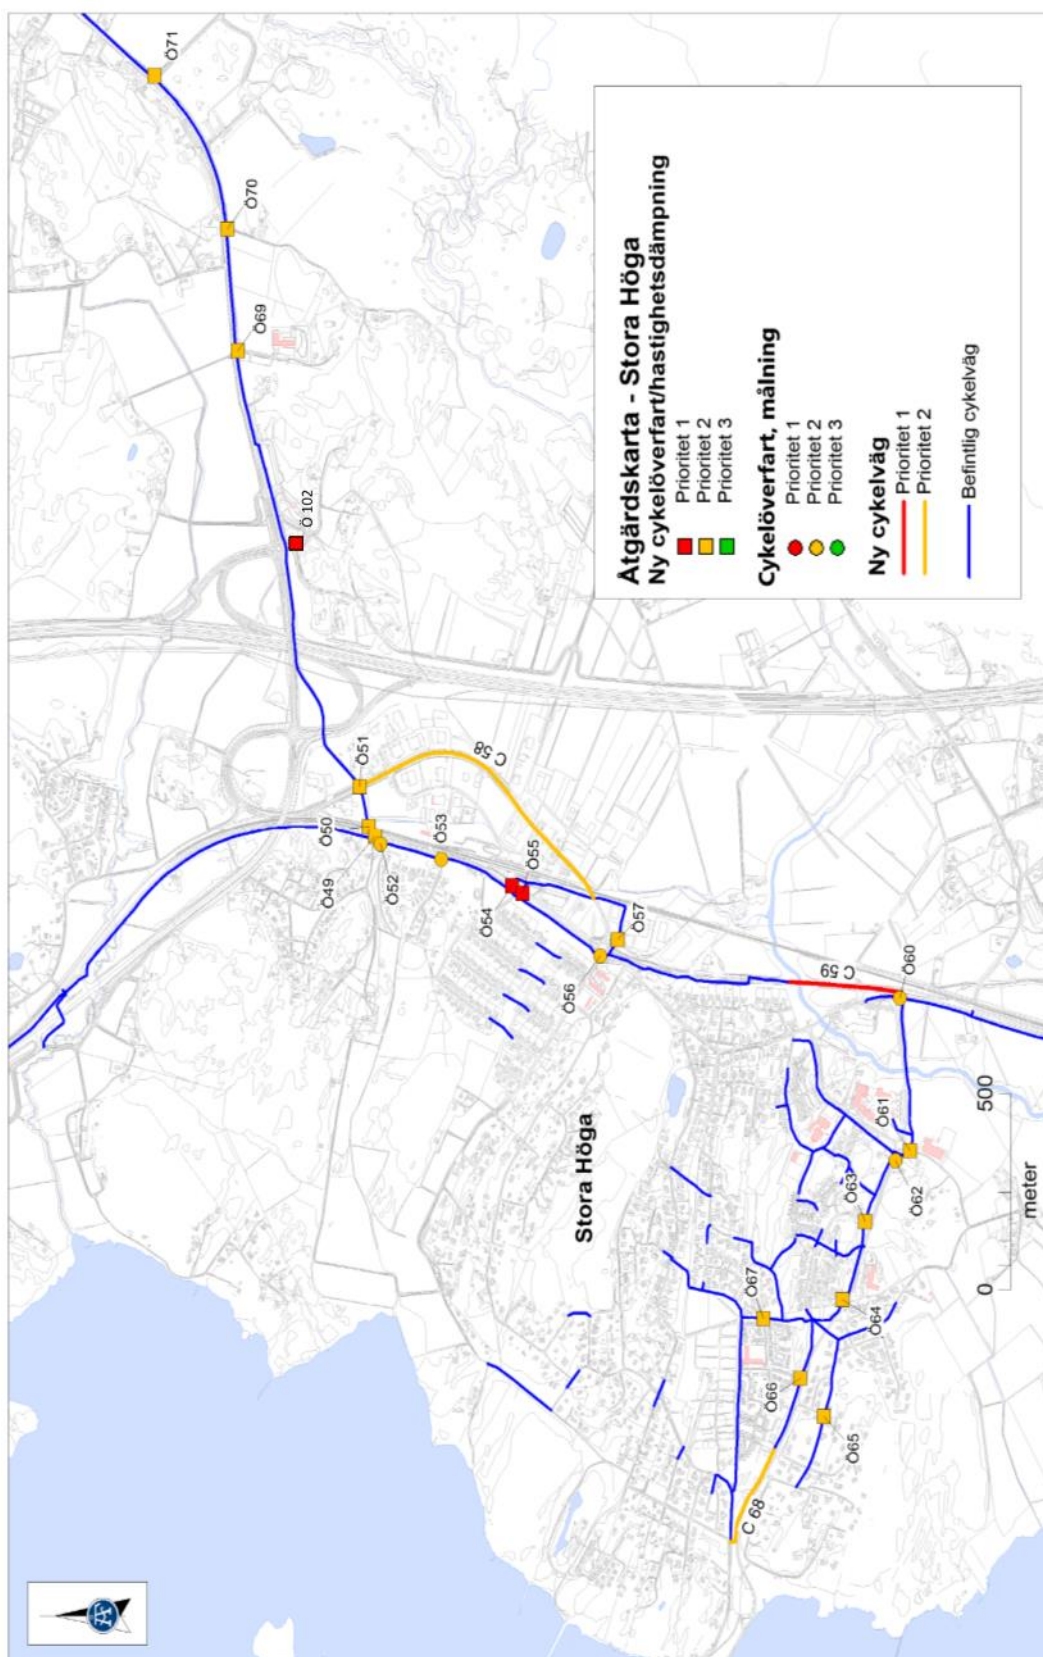 Åtgärdskarta - Stora Höga
Ny cykelöverfart/hastighetsdämpning
Prioritet 1
Prioritet 2
Prioritet 3
Cykelöverfart, målning
Prioritet 1
Prioritet 2
Prioritet 3
Ny cykelväg
Prioritet 1
Prioritet 2
Befintlig cykelväg
Ö71
Ö70
Ö69
Ö 102
Ö51
C 58
Ö50
Ö49
Ö52
Ö53
Ö54
Ö55
Ö57
Ö56
C 59
Ö60
Stora Höga
Ö61
Ö62
Ö63
Ö64
Ö67
Ö66
Ö65
C 68
0
500
meter
ÅF